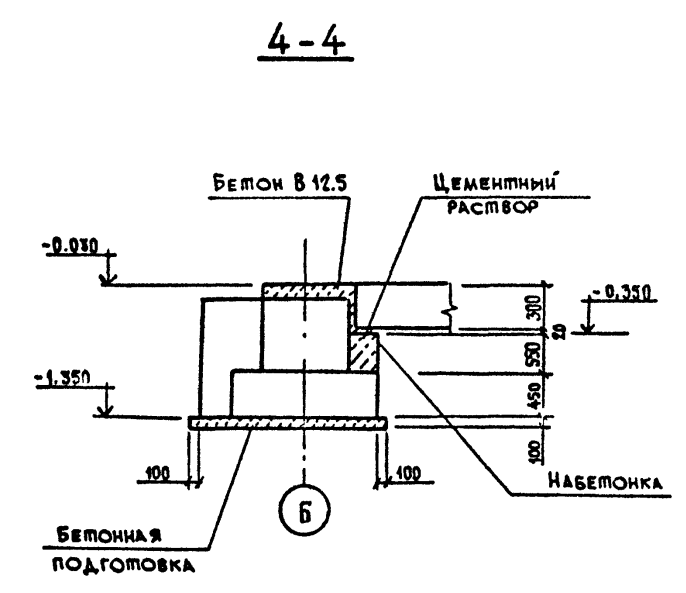 4-4
Бетон В 12.5
Цементный
раствор
-0.030
-0.350
300
20
550
-1.350
450
100
100
100
Набетонка
Б
Бетонная
подготовка